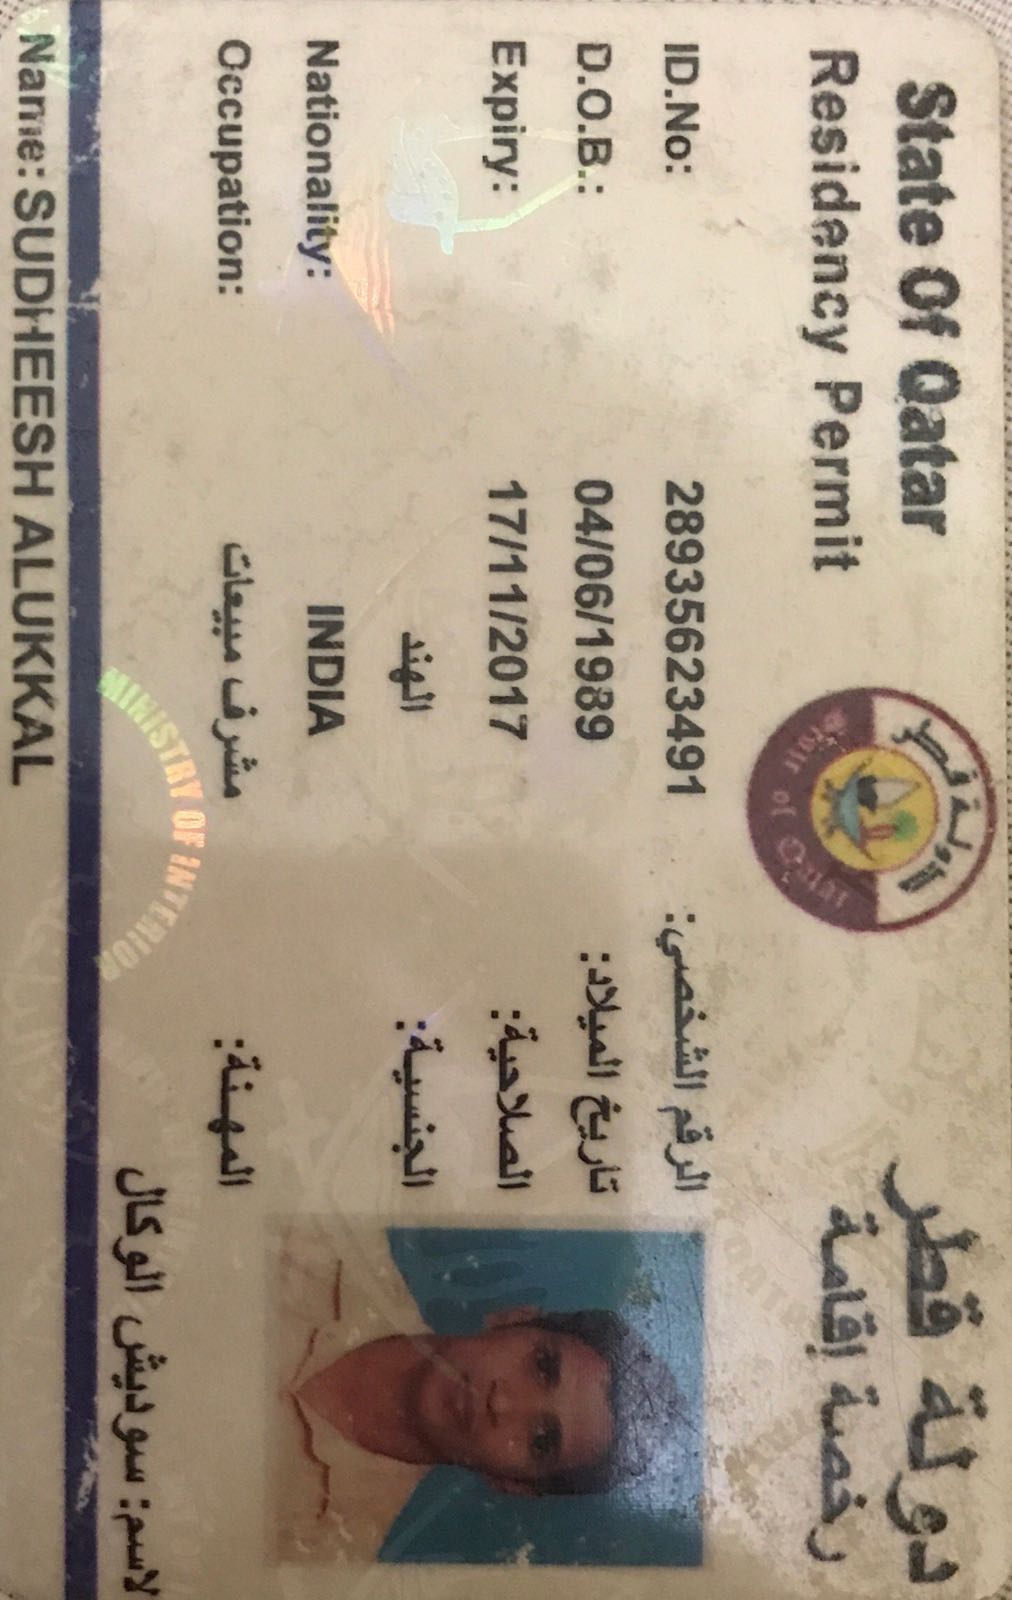 State Of Qatar
دولة قطر
Residency Permit
رخصة إقامة
دولة قطر
State of Qatar
ID.No: 28935623491 الرقم الشخصي:
D.O.B.: 04/06/1989 تاريخ الميلاد:
Expiry: 17/11/2017 الصلاحية:
الهند الجنسية:
Nationality: INDIA
Occupation: مشرف مبيعات المهنة:
MINISTRY OF INTERIOR
لاسم: سوديش الوكال
Name: SUDHEESH ALUKKAL